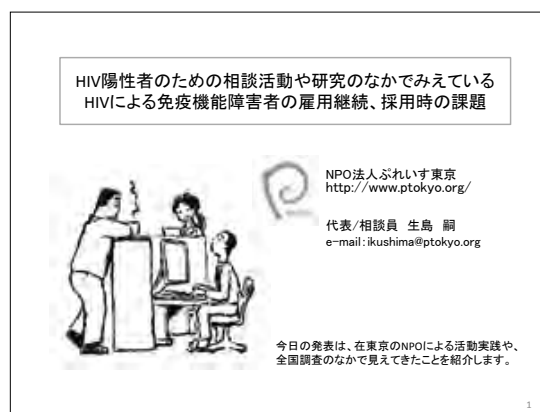 HIV陽性者のための相談活動や研究のなかでみえている
HIVによる免疫機能障害者の雇用継続、採用時の課題
NPO法人ぷれいす東京
http://www.ptokyo.org/
代表/相談員　生島　嗣
e-mail:ikushima@ptokyo.org
今日の発表は、在東京のNPOによる活動実践や、
全国調査のなかで見えてきたことを紹介します。
1